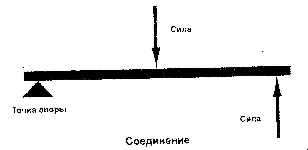 Сила
Точка опоры
Сила
Соединение